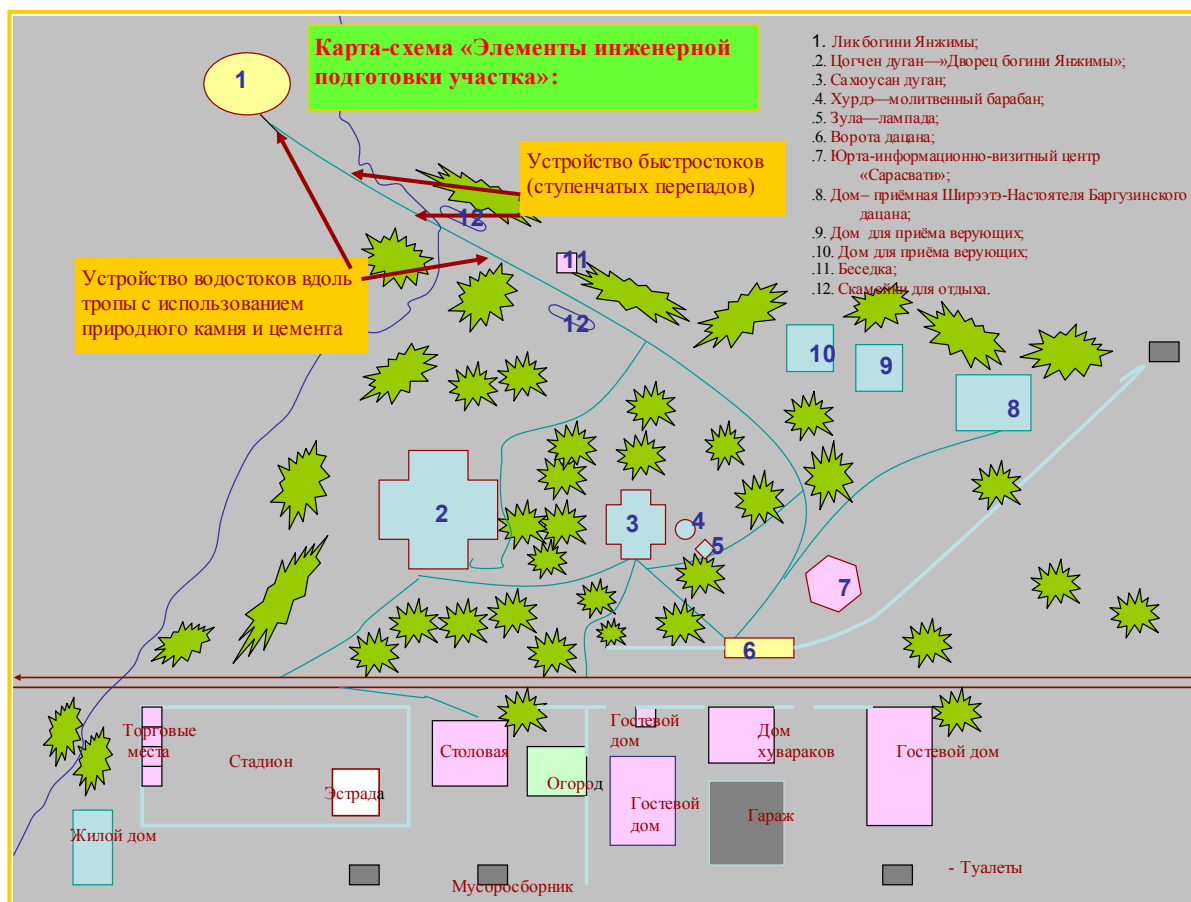 Карта-схема «Элементы инженерной
подготовки участка»:
1. Лик богини Янжимы;
.2. Цогчен дуган—»Дворец богини Янжимы»;
.3. Сахюусан дуган;
.4. Хурдэ—молитвенный барабан;
.5. Зула—лампада;
.6. Ворота дацана;
.7. Юрта-информационно-визитный центр
«Сарасвати»;
.8. Дом– приёмная Ширээтэ-Настоятеля Баргузинского
дацана;
.9. Дом для приёма верующих;
.10. Дом для приёма верующих;
.11. Беседка;
.12. Скамейки для отдыха.
1
Устройство быстростоков
(ступенчатых перепадов)
12
11
Устройство водостоков вдоль
тропы с использованием
природного камня и цемента
12
10
9
8
2
3
4
5
7
6
Торговые
места
Стадион
Эстрада
Столовая
Огород
Гостевой
дом
Гостевой
дом
Дом
хувараков
Гараж
Гостевой дом
Жилой дом
Мусоросборник
- Туалеты